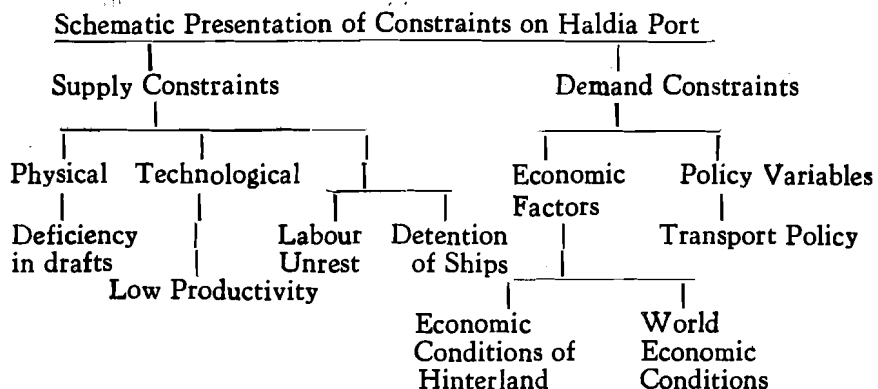 Schematic Presentation of Constraints on Haldia Port
Supply Constraints
Demand Constraints
Physical
Technological
Economic
Factors
Policy Variables
Deficiency
in drafts
Low Productivity
Labour
Unrest
Detention
of Ships
Transport Policy
Economic
Conditions of
Hinterland
World
Economic
Conditions